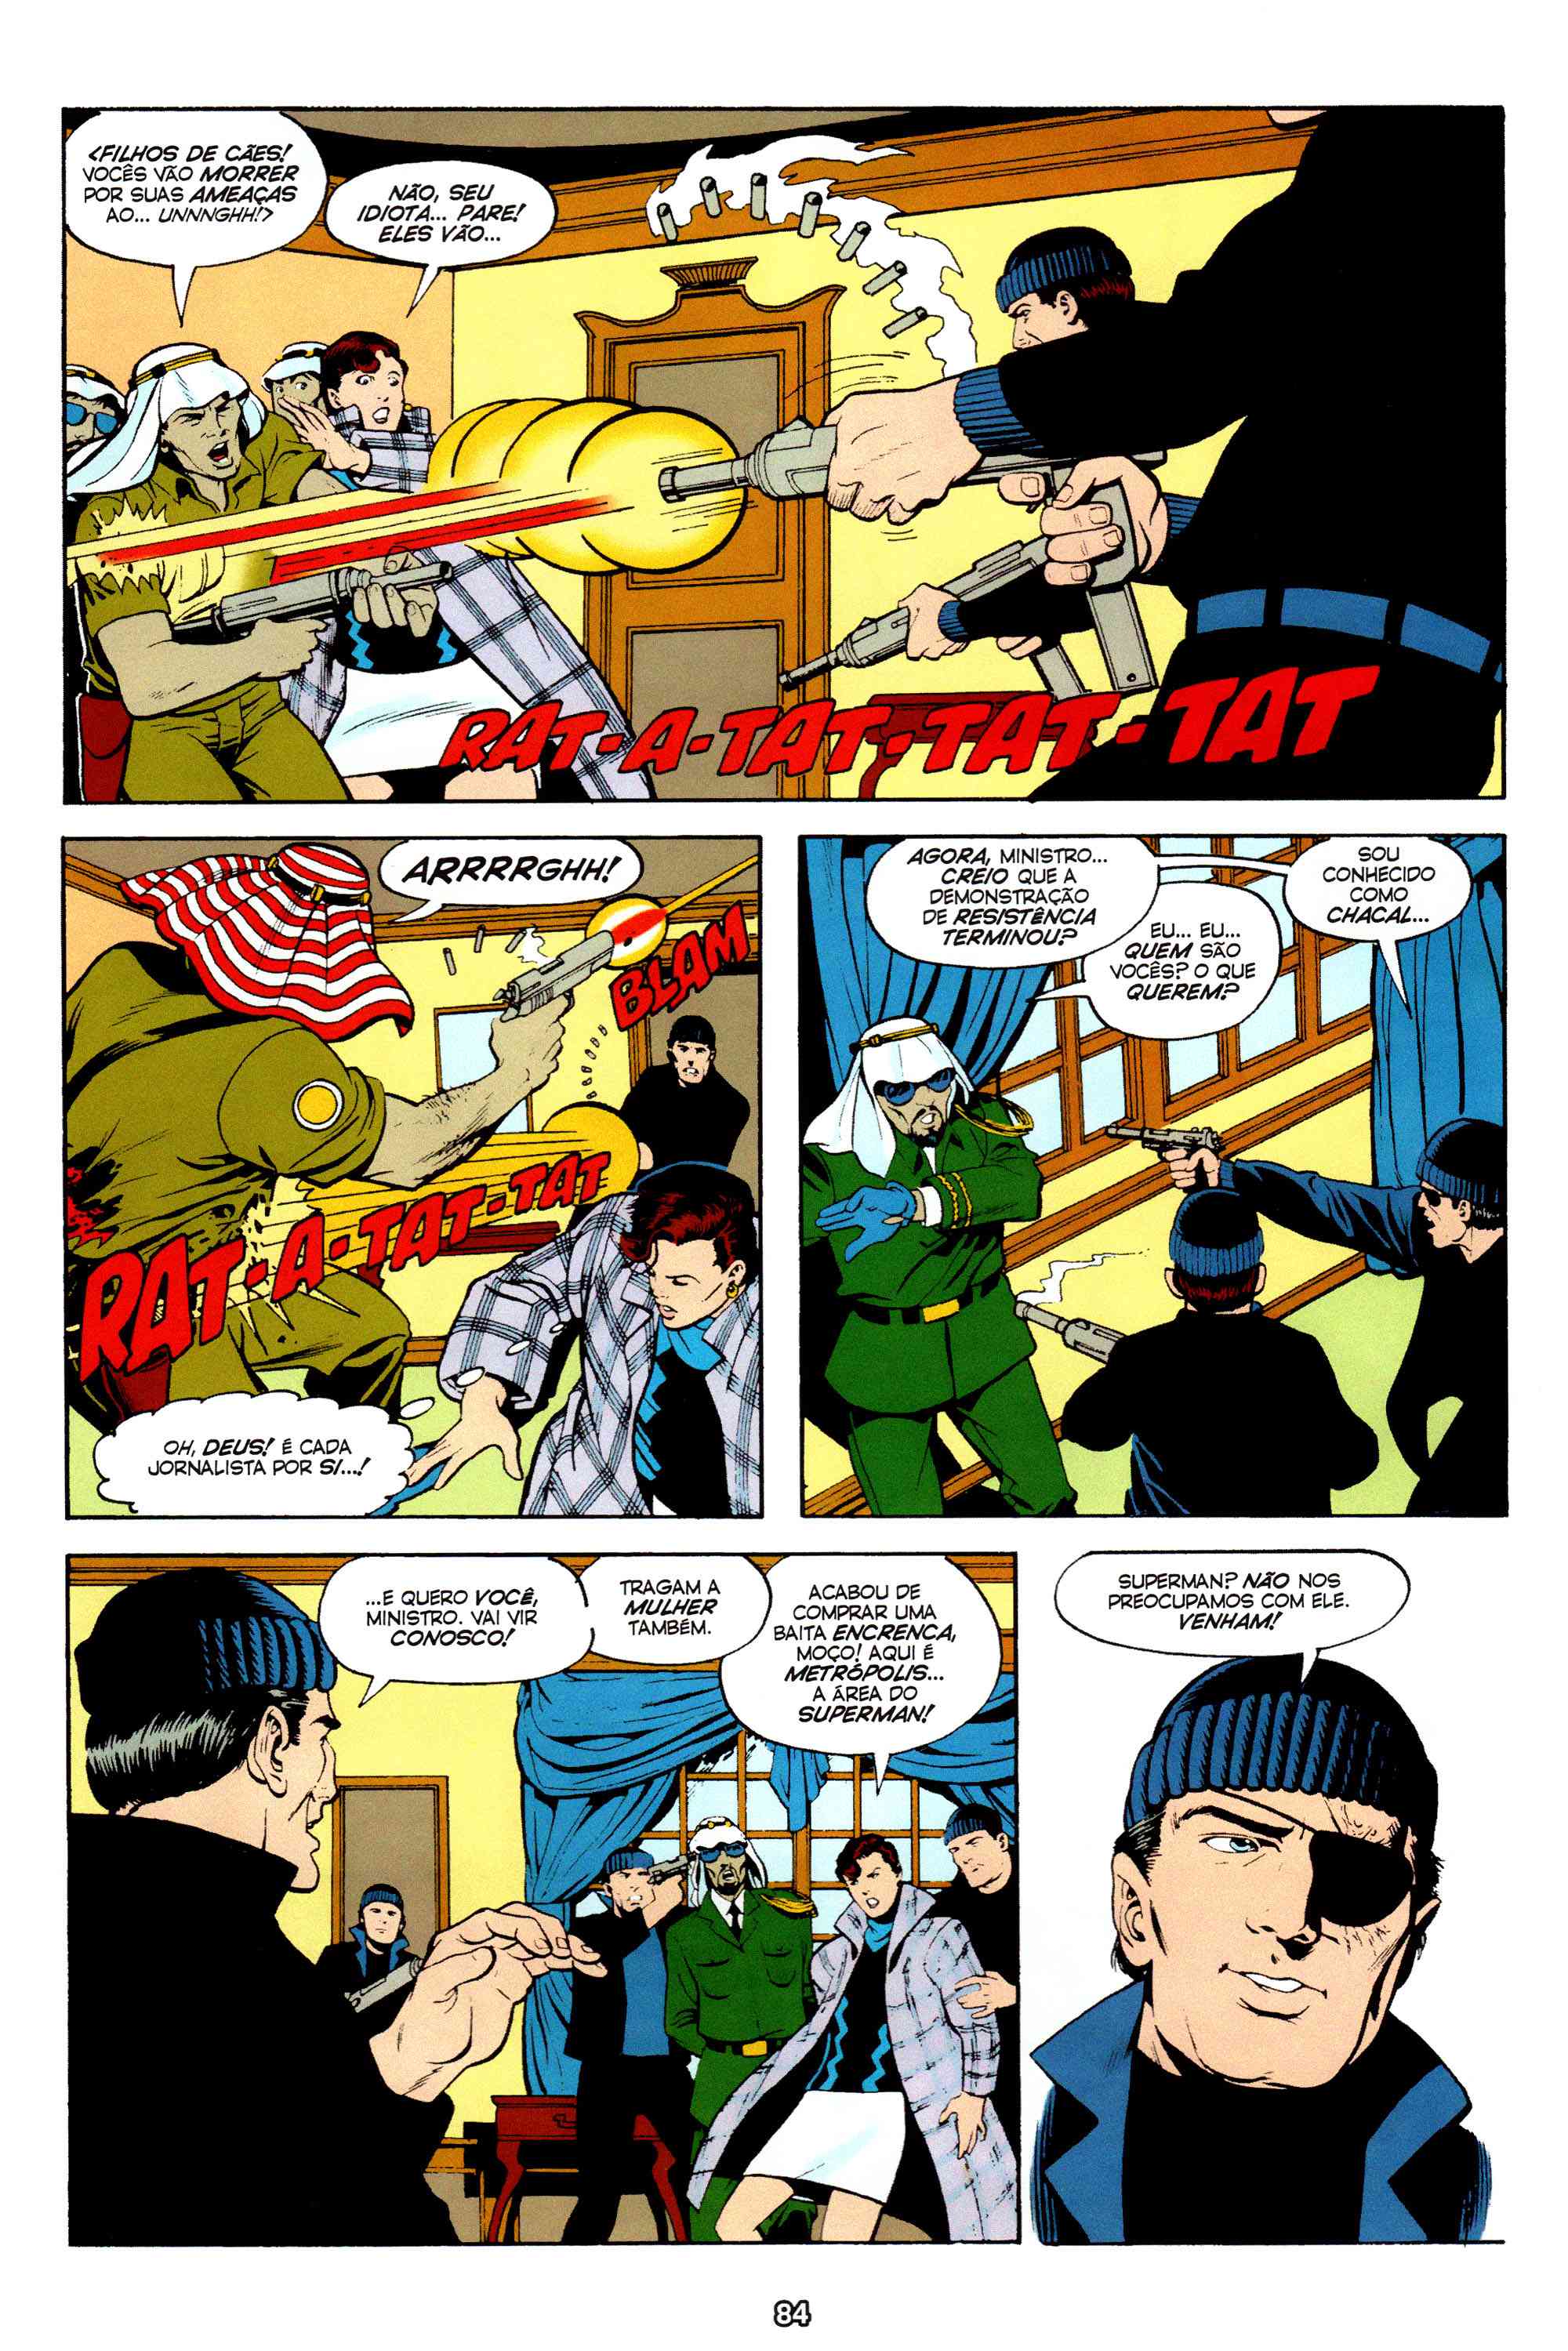 <FILHOS DE CÃES!
VOCÊS VÃO MORRER
POR SUAS AMEAÇAS
AO... UNNNGHH!>
NÃO, SEU
IDIOTA... PARE!
ELES VÃO...
RAT-A-TAT-TAT-TAT
ARRRRGHH!
BLAM
RAT-A-TAT-TAT
OH, DEUS! É CADA
JORNALISTA POR SI...!
AGORA, MINISTRO...
CREIO QUE A
DEMONSTRAÇÃO
DE RESISTÊNCIA
TERMINOU?
EU... EU...
QUEM SÃO
VOCÊS? O QUE
QUEREM?
SOU
CONHECIDO
COMO
CHACAL...
...E QUERO VOCÊ,
MINISTRO. VAI VIR
CONOSCO!
TRAGAM A
MULHER
TAMBÉM.
ACABOU DE
COMPRAR UMA
BAITA ENCRENCA,
MOÇO! AQUI É
METRÓPOLIS...
A ÁREA DO
SUPERMAN!
SUPERMAN? NÃO NOS
PREOCUPAMOS COM ELE.
VENHAM!
84